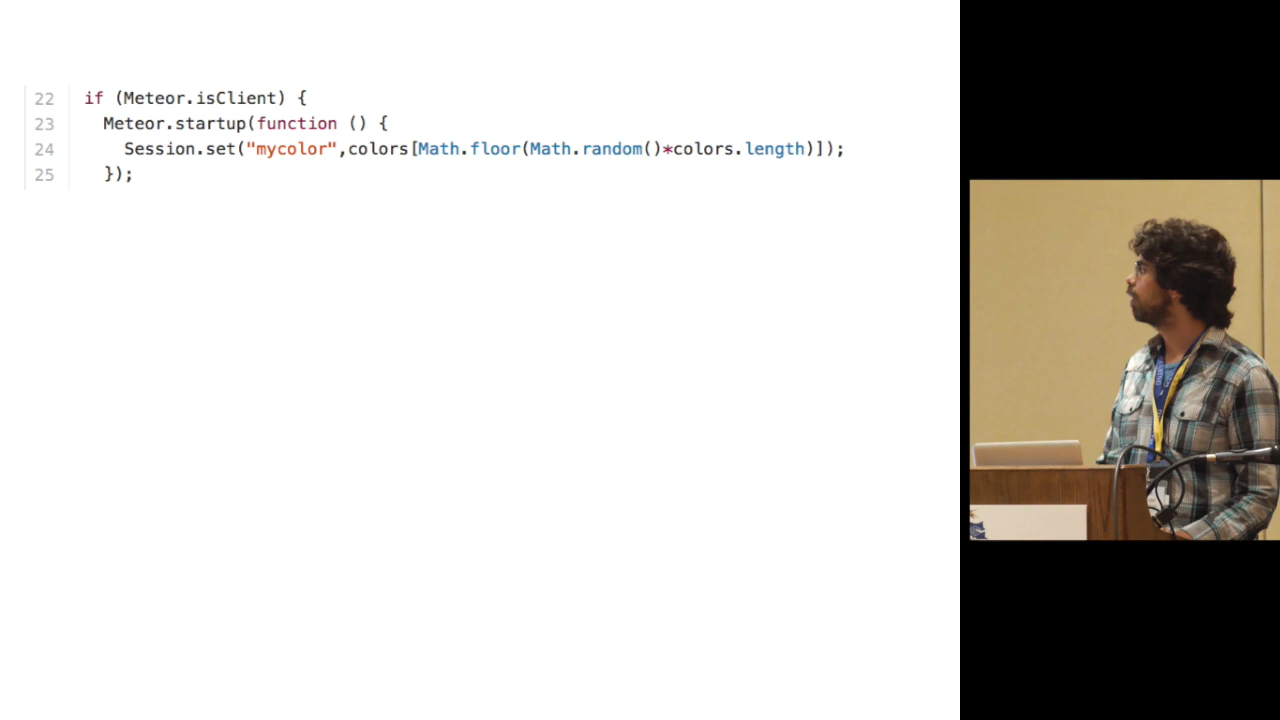 22 if (Meteor.isClient) {
23 Meteor.startup(function () {
24 Session.set("mycolor",colors[Math.floor(Math.random()*colors.length)]);
25 });